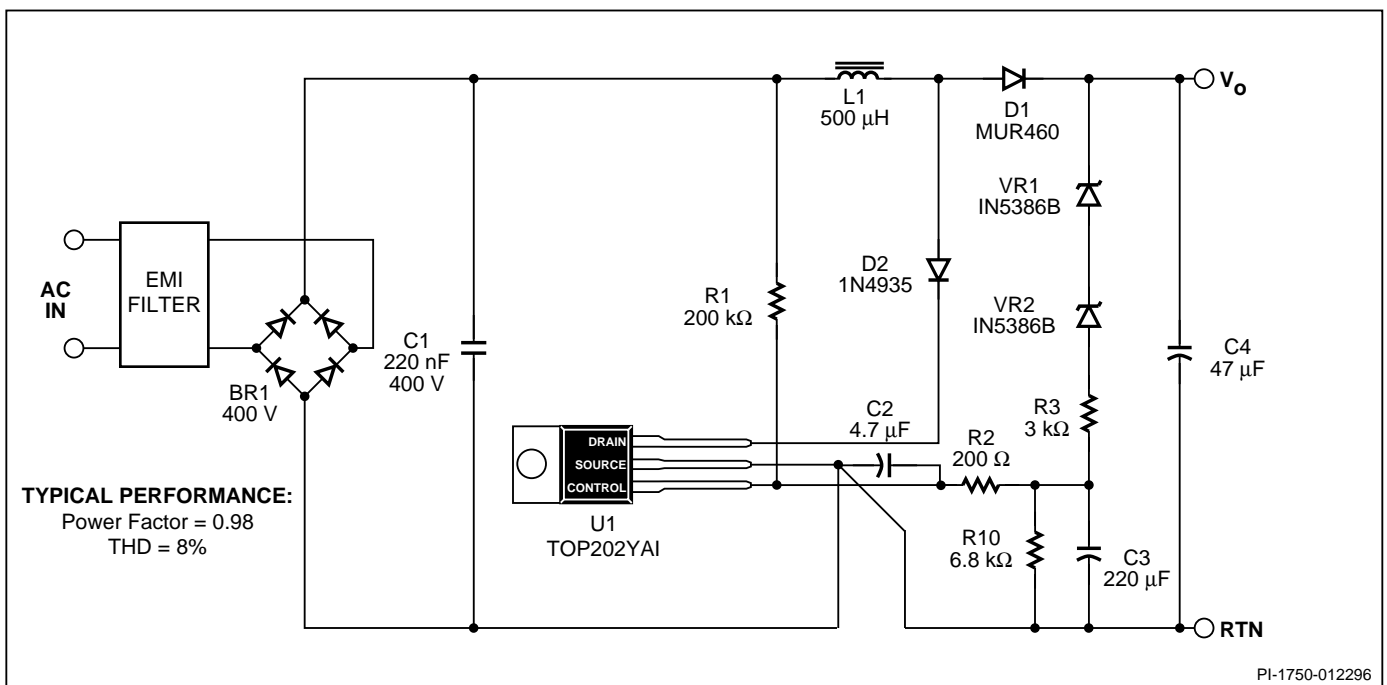 L1
500 µH
D1
MUR460
Vo
VR1
IN5386B
D2
1N4935
VR2
IN5386B
AC
IN
EMI
FILTER
R1
200 kΩ
C1
220 nF
400 V
BR1
400 V
C4
47 µF
R3
3 kΩ
C2
4.7 µF
R2
200 Ω
DRAIN
SOURCE
CONTROL
U1
TOP202YAI
R10
6.8 kΩ
C3
220 µF
TYPICAL PERFORMANCE:
Power Factor = 0.98
THD = 8%
RTN
PI-1750-012296